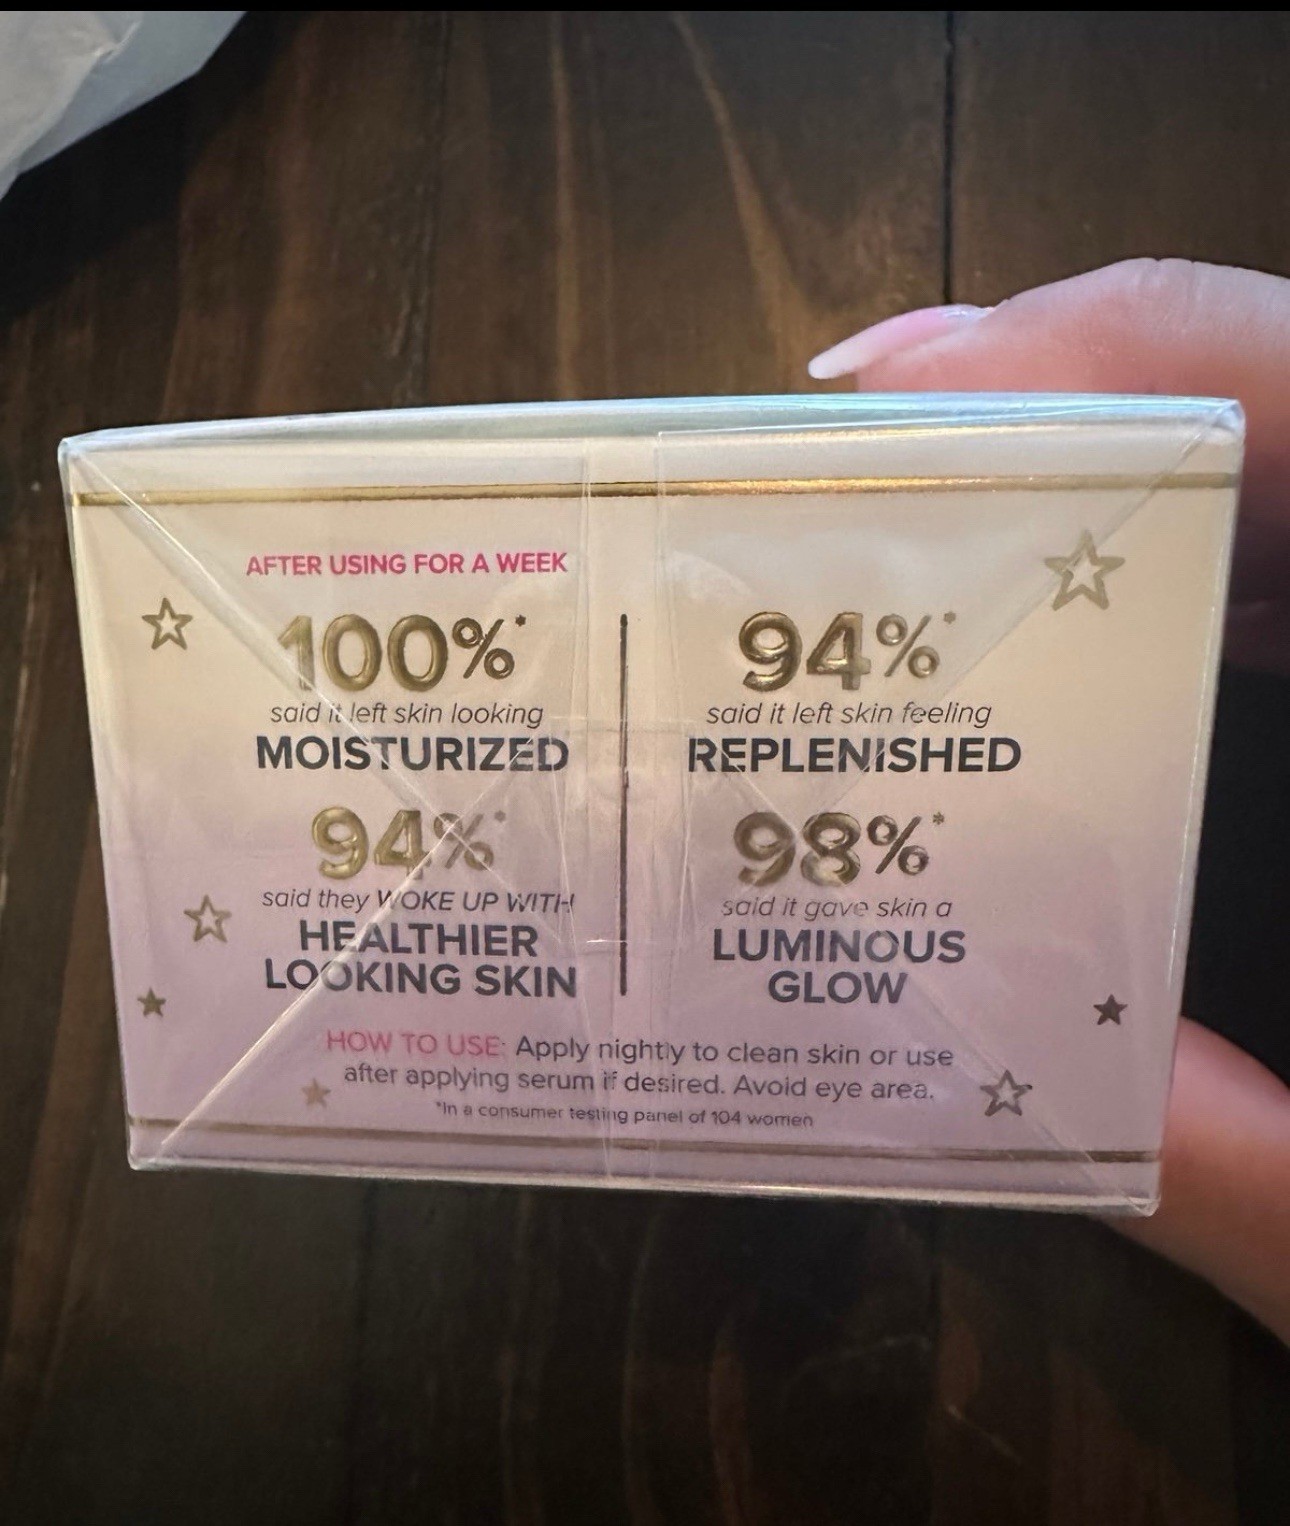 AFTER USING FOR A WEEK
100%*
said it left skin looking
MOISTURIZED
94%*
said they WOKE UP WITH
HEALTHIER
LOOKING SKIN
94%*
said it left skin feeling
REPLENISHED
98%*
said it gave skin a
LUMINOUS
GLOW
HOW TO USE: Apply nightly to clean skin or use
after applying serum if desired. Avoid eye area.
*In a consumer testing panel of 104 women